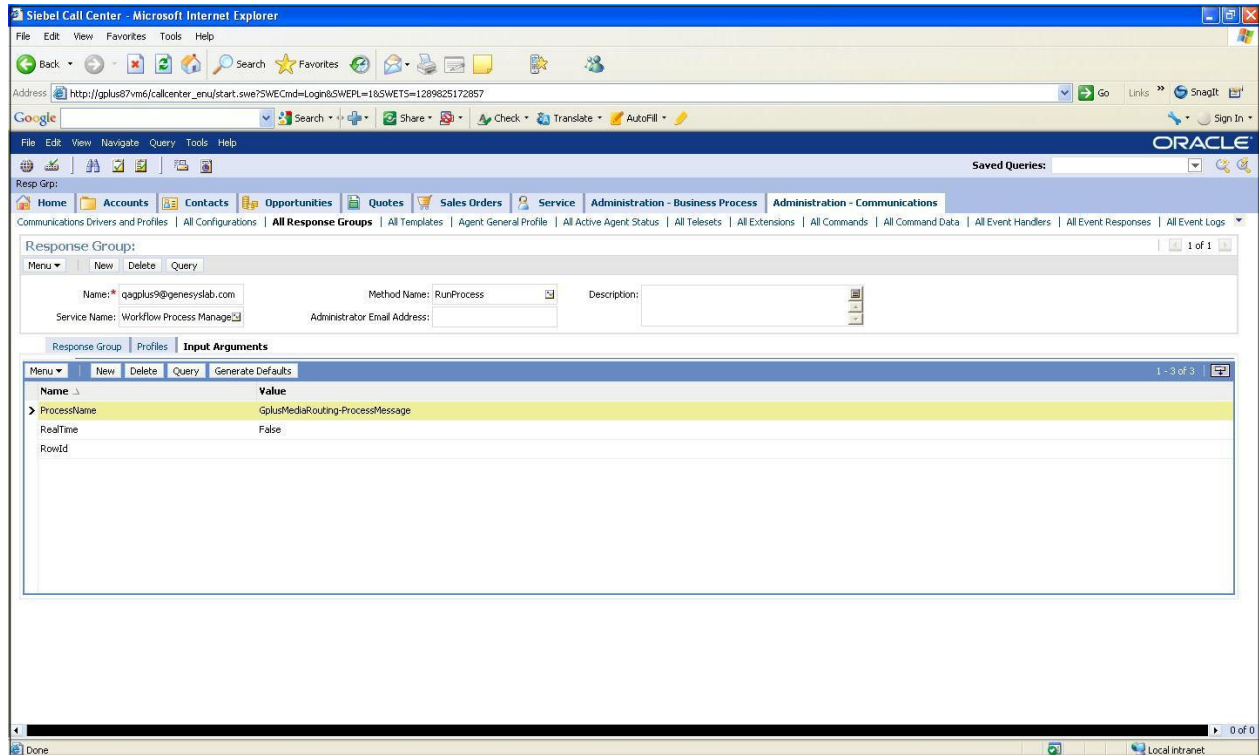 Siebel Call Center - Microsoft Internet Explorer
File Edit View Favorites Tools Help
Back Search Favorites
Address http://gplus87vm6/callcenter_enu/start.swe?SWECmd=Login&SWEPL=1&SWETS=1289825172857 Go Links » SnagIt
Google Search Share Check Translate AutoFill Sign In
File Edit View Navigate Query Tools Help ORACLE
Saved Queries:
Resp Grp:
Home Accounts Contacts Opportunities Quotes Sales Orders Service Administration - Business Process Administration - Communications
Communications Drivers and Profiles | All Configurations | All Response Groups | All Templates | Agent General Profile | All Active Agent Status | All Telesets | All Extensions | All Commands | All Command Data | All Event Handlers | All Event Responses | All Event Logs
Response Group: 1 of 1
Menu New Delete Query
Name:* qagplus9@genesyslab.com Method Name: RunProcess Description:
Service Name: Workflow Process Manage Administrator Email Address:
Response Group Profiles Input Arguments
Menu New Delete Query Generate Defaults 1 - 3 of 3
Name Value
ProcessName GplusMediaRouting-ProcessMessage
RealTime False
RowId
0 of 0
Done Local intranet